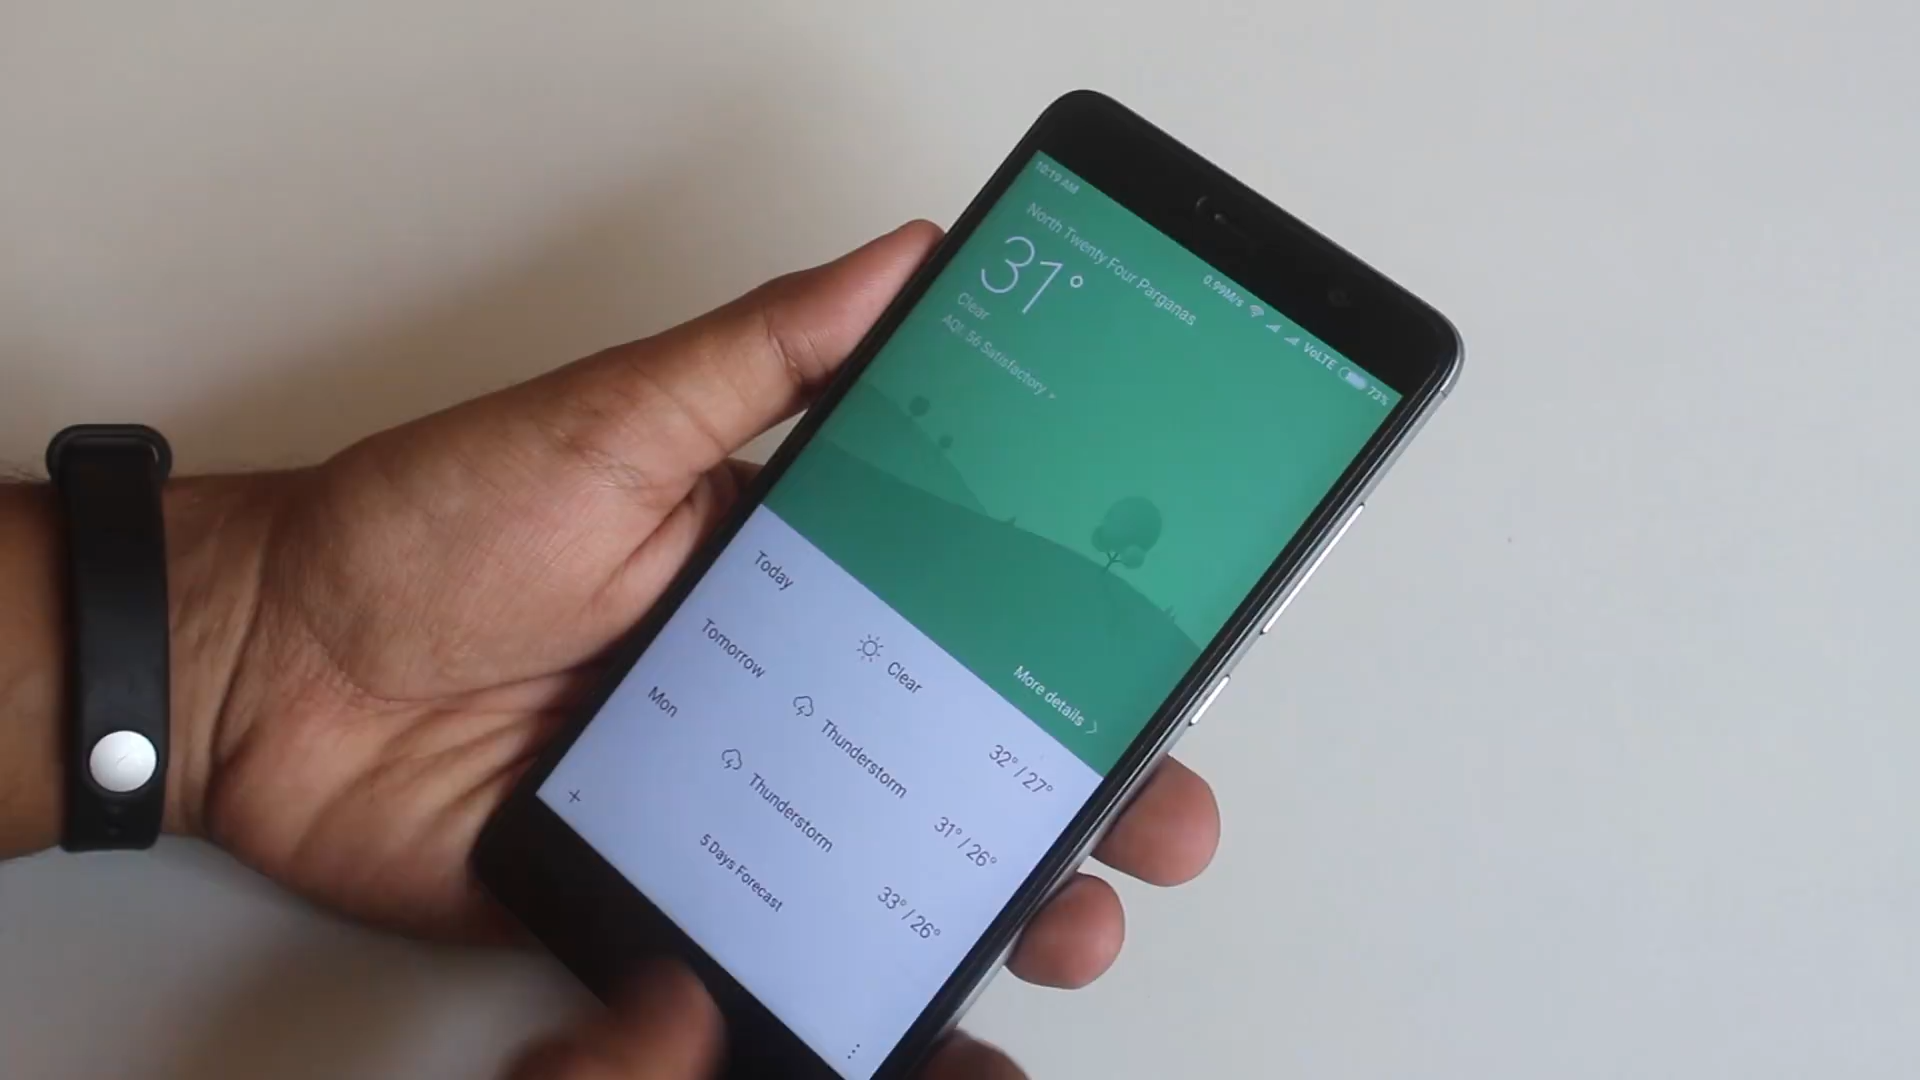 10:19 AM
0.99M/s VoLTE 73%
North Twenty Four Parganas
31°
Clear
AQI 56 Satisfactory
More details
Today Clear 32° / 27°
Tomorrow Thunderstorm 31° / 26°
Mon Thunderstorm 33° / 26°
5 Days Forecast